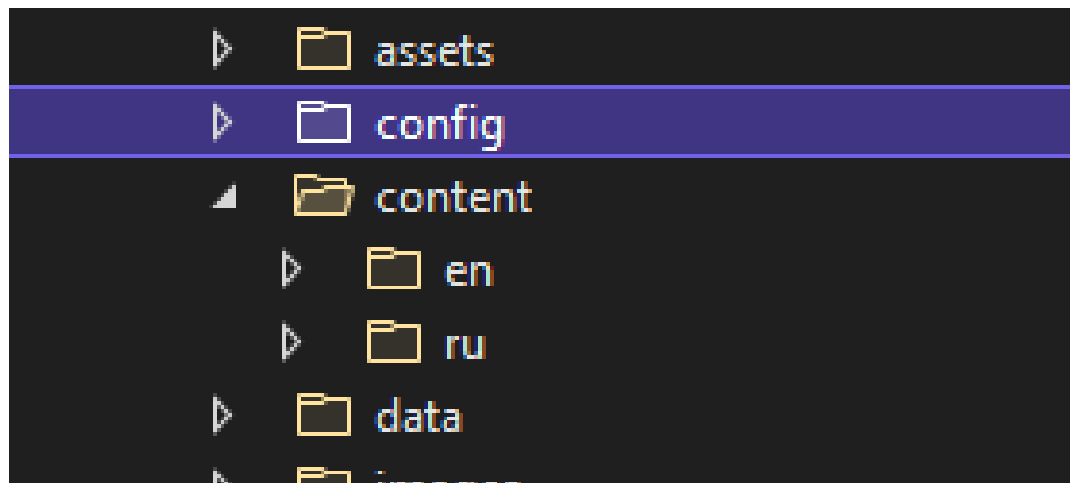 assets
config
content
en
ru
data